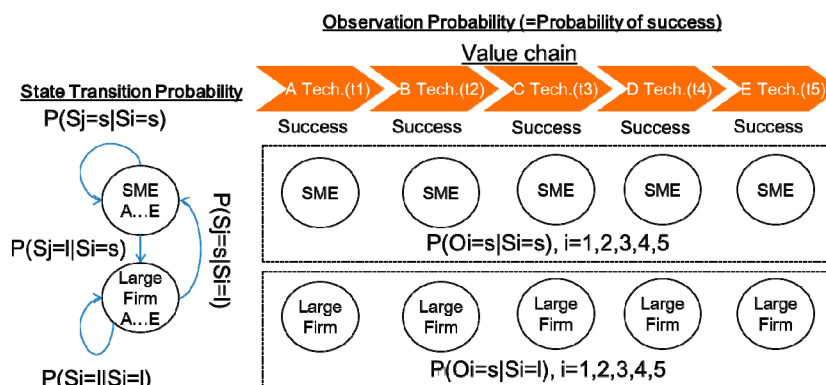 Observation Probability (=Probability of success)
Value chain
State Transition Probability
A Tech.(t1)
B Tech.(t2)
C Tech.(t3)
D Tech.(t4)
E Tech.(t5)
P(Sj=s|Si=s)
Success
Success
Success
Success
Success
SME
A...E
SME
SME
SME
SME
SME
P(Sj=l|Si=s)
P(Sj=s|Si=l)
P(Oi=s|Si=s), i=1,2,3,4,5
Large
Firm
A...E
Large
Firm
Large
Firm
Large
Firm
Large
Firm
Large
Firm
P(Oi=s|Si=l), i=1,2,3,4,5
P(Sj=l|Si=l)